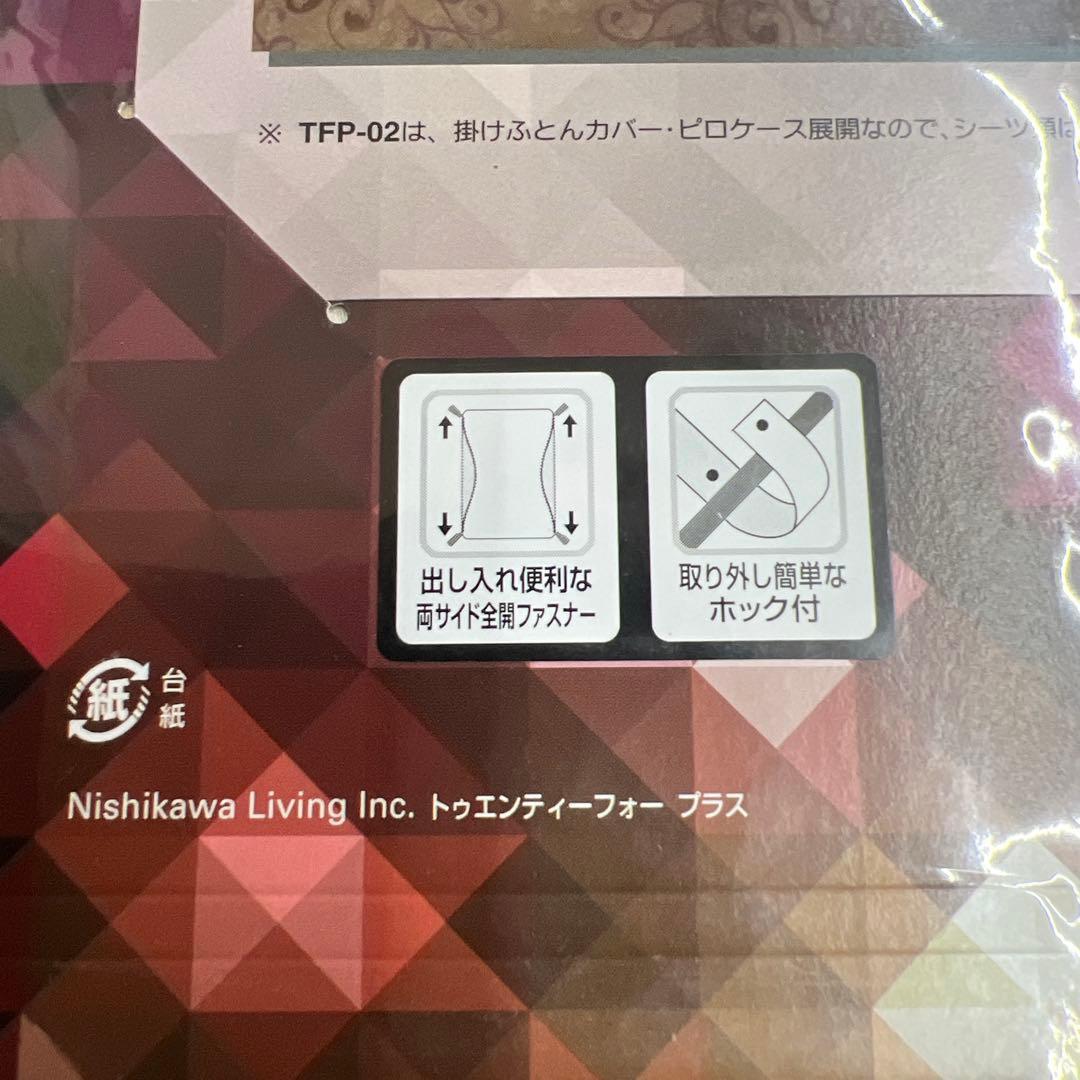 ※ TFP-02は、掛けふとんカバー・ピロケース展開なので、シーツ類は
出し入れ便利な
両サイド全開ファスナー
取り外し簡単な
ホック付
紙
台紙
Nishikawa Living Inc. トゥエンティーフォー プラス